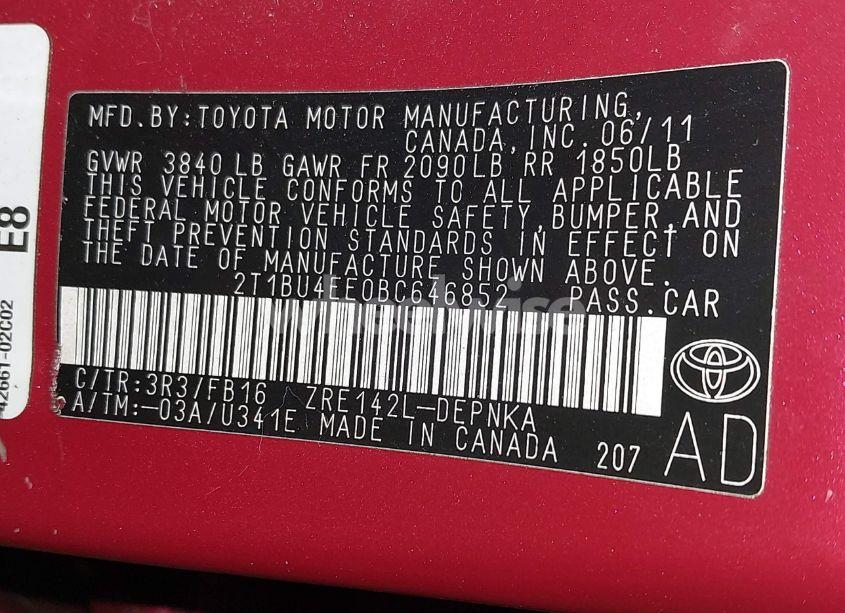 MFD.BY:TOYOTA MOTOR MANUFACTURING,
CANADA, INC. 06/11
GVWR 3840 LB GAWR FR 2090LB RR 1850LB
THIS VEHICLE CONFORMS TO ALL APPLICABLE
FEDERAL MOTOR VEHICLE SAFETY, BUMPER, AND
THEFT PREVENTION STANDARDS IN EFFECT ON
THE DATE OF MANUFACTURE SHOWN ABOVE.
2T1BU4EE0BC646852 PASS.CAR
wheelwise
C/TR:3R3/FB16 ZRE142L-DEPNKA
A/TM:-03A/U341E MADE IN CANADA 207
AD
E8
42661-02C02